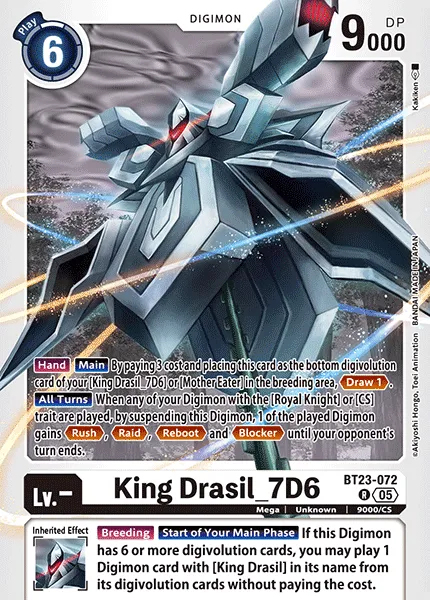 Play
6
DIGIMON
DP
9000
Kakiken
BANDAI MADE IN JAPAN
©Akiyoshi Hongo, Toei Animation
Hand Main By paying 3 cost and placing this card as the bottom digivolution
card of your [King Drasil_7D6] or [Mother Eater] in the breeding area, Draw 1.
All Turns When any of your Digimon with the [Royal Knight] or [CS]
trait are played, by suspending this Digimon, 1 of the played Digimon
gains Rush, Raid, Reboot and Blocker until your opponent's
turn ends.
Lv.-
King Drasil_7D6
BT23-072
R 05
Mega | Unknown | 9000/CS
Inherited Effect
Breeding Start of Your Main Phase If this Digimon
has 6 or more digivolution cards, you may play 1
Digimon card with [King Drasil] in its name from
its digivolution cards without paying the cost.